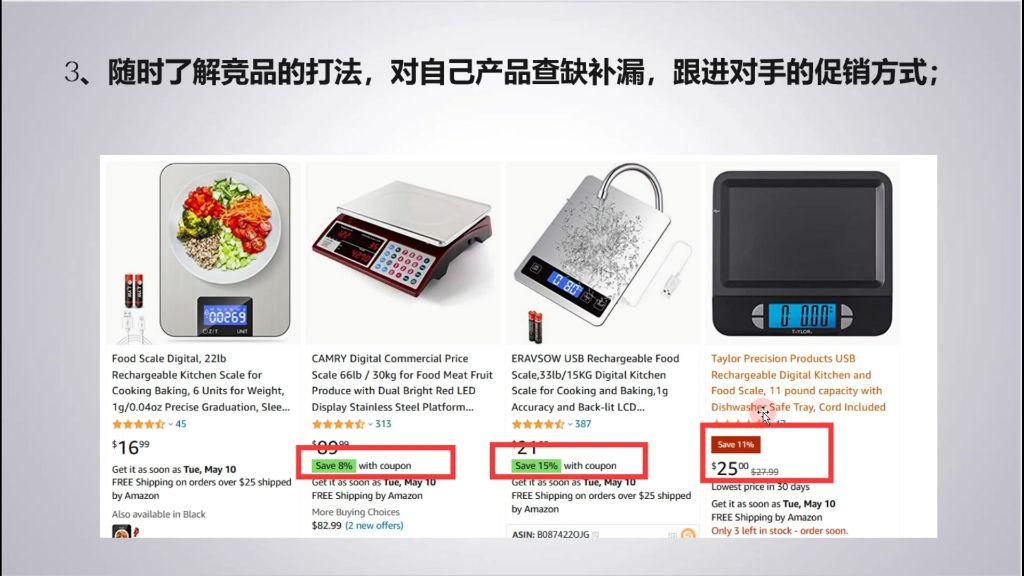 3、随时了解竞品的打法，对自己产品查缺补漏，跟进对手的促销方式；
00269
UNIT
TAYLOR
Food Scale Digital, 22lb
Rechargeable Kitchen Scale for
Cooking Baking, 6 Units for Weight,
1g/0.04oz Precise Graduation, Slee...
45
$16⁹⁹
Get it as soon as Tue, May 10
FREE Shipping on orders over $25 shipped
by Amazon
Also available in Black
CAMRY Digital Commercial Price
Scale 66lb / 30kg for Food Meat Fruit
Produce with Dual Bright Red LED
Display Stainless Steel Platform...
313
Save 8% with coupon
Get it as soon as Tue, May 10
FREE Shipping by Amazon
More Buying Choices
$82.99 (2 new offers)
ERAVSOW USB Rechargeable Food
Scale,33lb/15KG Digital Kitchen
Scale for Cooking and Baking,1g
Accuracy and Back-lit LCD...
387
Save 15% with coupon
Get it as soon as Tue, May 10
FREE Shipping on orders over $25 shipped
by Amazon
ASIN: B087422QJG
Taylor Precision Products USB
Rechargeable Digital Kitchen and
Food Scale, 11 pound capacity with
Dishwasher Safe Tray, Cord Included
Save 11%
$25⁰⁰ $27.99
Lowest price in 30 days
Get it as soon as Tue, May 10
FREE Shipping by Amazon
Only 3 left in stock - order soon.